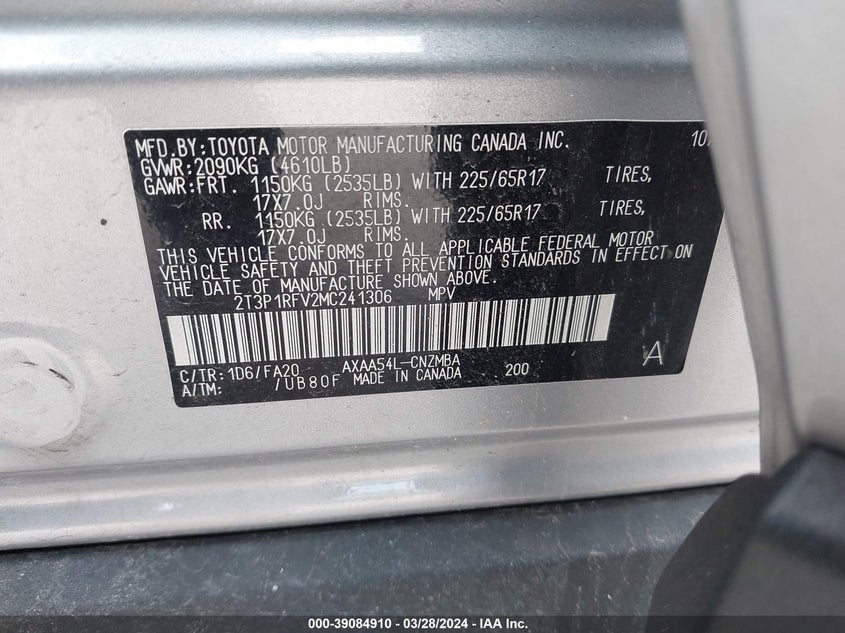 MFD.BY:TOYOTA MOTOR MANUFACTURING CANADA INC. 10/
GVWR:2090KG (4610LB)
GAWR:FRT. 1150KG (2535LB) WITH 225/65R17 TIRES,
17X7.0J RIMS.
RR. 1150KG (2535LB) WITH 225/65R17 TIRES,
17X7.0J RIMS.
THIS VEHICLE CONFORMS TO ALL APPLICABLE FEDERAL MOTOR
VEHICLE SAFETY AND THEFT PREVENTION STANDARDS IN EFFECT ON
THE DATE OF MANUFACTURE SHOWN ABOVE.
2T3P1RFV2MC241306 MPV
C/TR:1D6/FA20 AXAA54L-CNZMBA A
A/TM: /UB80F MADE IN CANADA 200
000-39084910 - 03/28/2024 - IAA Inc.